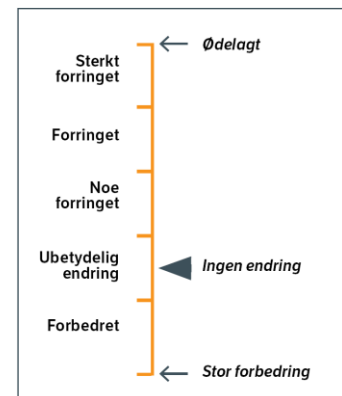 Ødelagt
Sterkt
forringet
Forringet
Noe
forringet
Ubetydelig
endring
Ingen endring
Forbedret
Stor forbedring